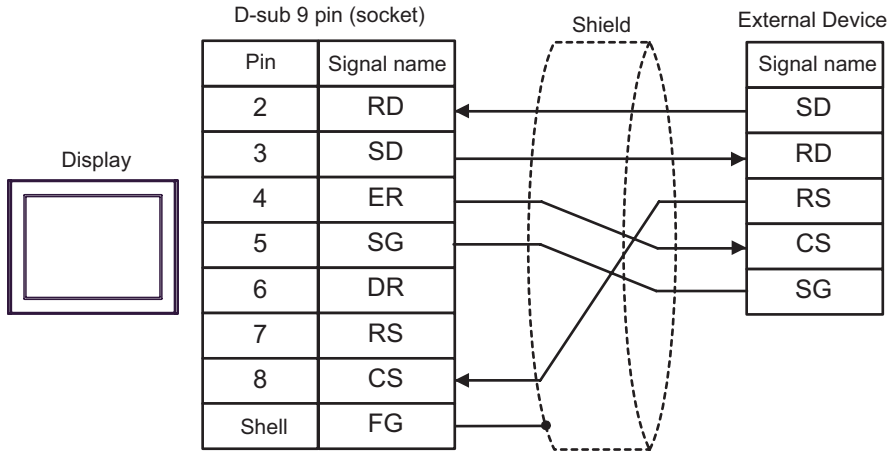 D-sub 9 pin (socket)
Shield
External Device
Pin Signal name
Signal name
2 RD
SD
3 SD
RD
Display
4 ER
RS
5 SG
CS
6 DR
SG
7 RS
8 CS
Shell FG